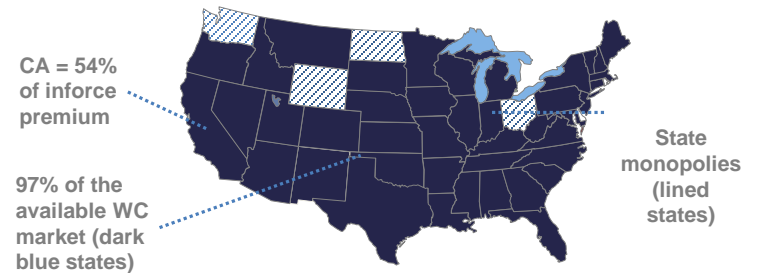 CA = 54%
of inforce
premium
97% of the
available WC
market (dark
blue states)
State
monopolies
(lined
states)